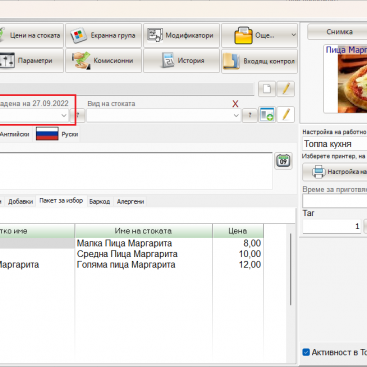 Цени на стоката
Екранна група
Модификатори
Още...
Параметри
Комисионни
История
Входящ контрол
Снимка
Пица Марг
адена на 27.09.2022
Вид на стоката
X
?
?
Английски
Руски
Настройка на работно
Топла кухня
Изберете принтер, на
Настройка на
Време за приготвя
Таг
1
09
Добавки
Пакет за избор
Баркод
Алергени
тко име
Име на стоката
Цена
Малка Пица Маргарита
8,00
Средна Пица Маргарита
10,00
Маргарита
Голяма пица Маргарита
12,00
Активност в То